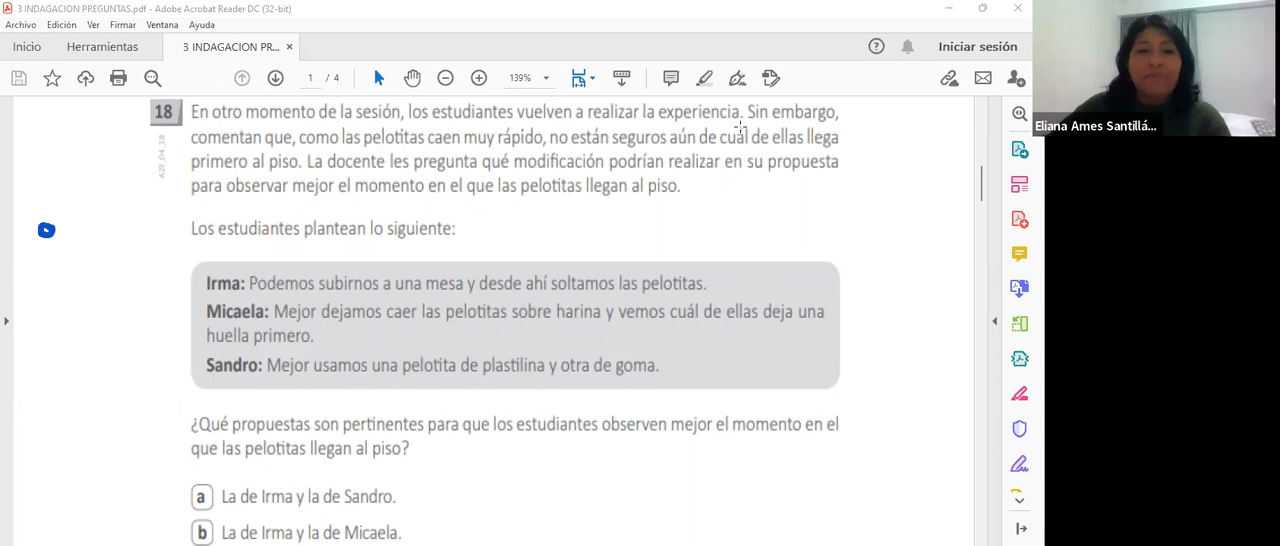 3 INDAGACION PREGUNTAS.pdf - Adobe Acrobat Reader DC (32-bit)
Archivo Edición Ver Firmar Ventana Ayuda
Inicio Herramientas 3 INDAGACION PR... × Iniciar sesión
1 / 4 139%
Eliana Ames Santillá...
18 En otro momento de la sesión, los estudiantes vuelven a realizar la experiencia. Sin embargo,
comentan que, como las pelotitas caen muy rápido, no están seguros aún de cuál de ellas llega
primero al piso. La docente les pregunta qué modificación podrían realizar en su propuesta
para observar mejor el momento en el que las pelotitas llegan al piso.
A19_04_18
Los estudiantes plantean lo siguiente:
Irma: Podemos subirnos a una mesa y desde ahí soltamos las pelotitas.
Micaela: Mejor dejamos caer las pelotitas sobre harina y vemos cuál de ellas deja una
huella primero.
Sandro: Mejor usamos una pelotita de plastilina y otra de goma.
¿Qué propuestas son pertinentes para que los estudiantes observen mejor el momento en el
que las pelotitas llegan al piso?
a La de Irma y la de Sandro.
b La de Irma y la de Micaela.